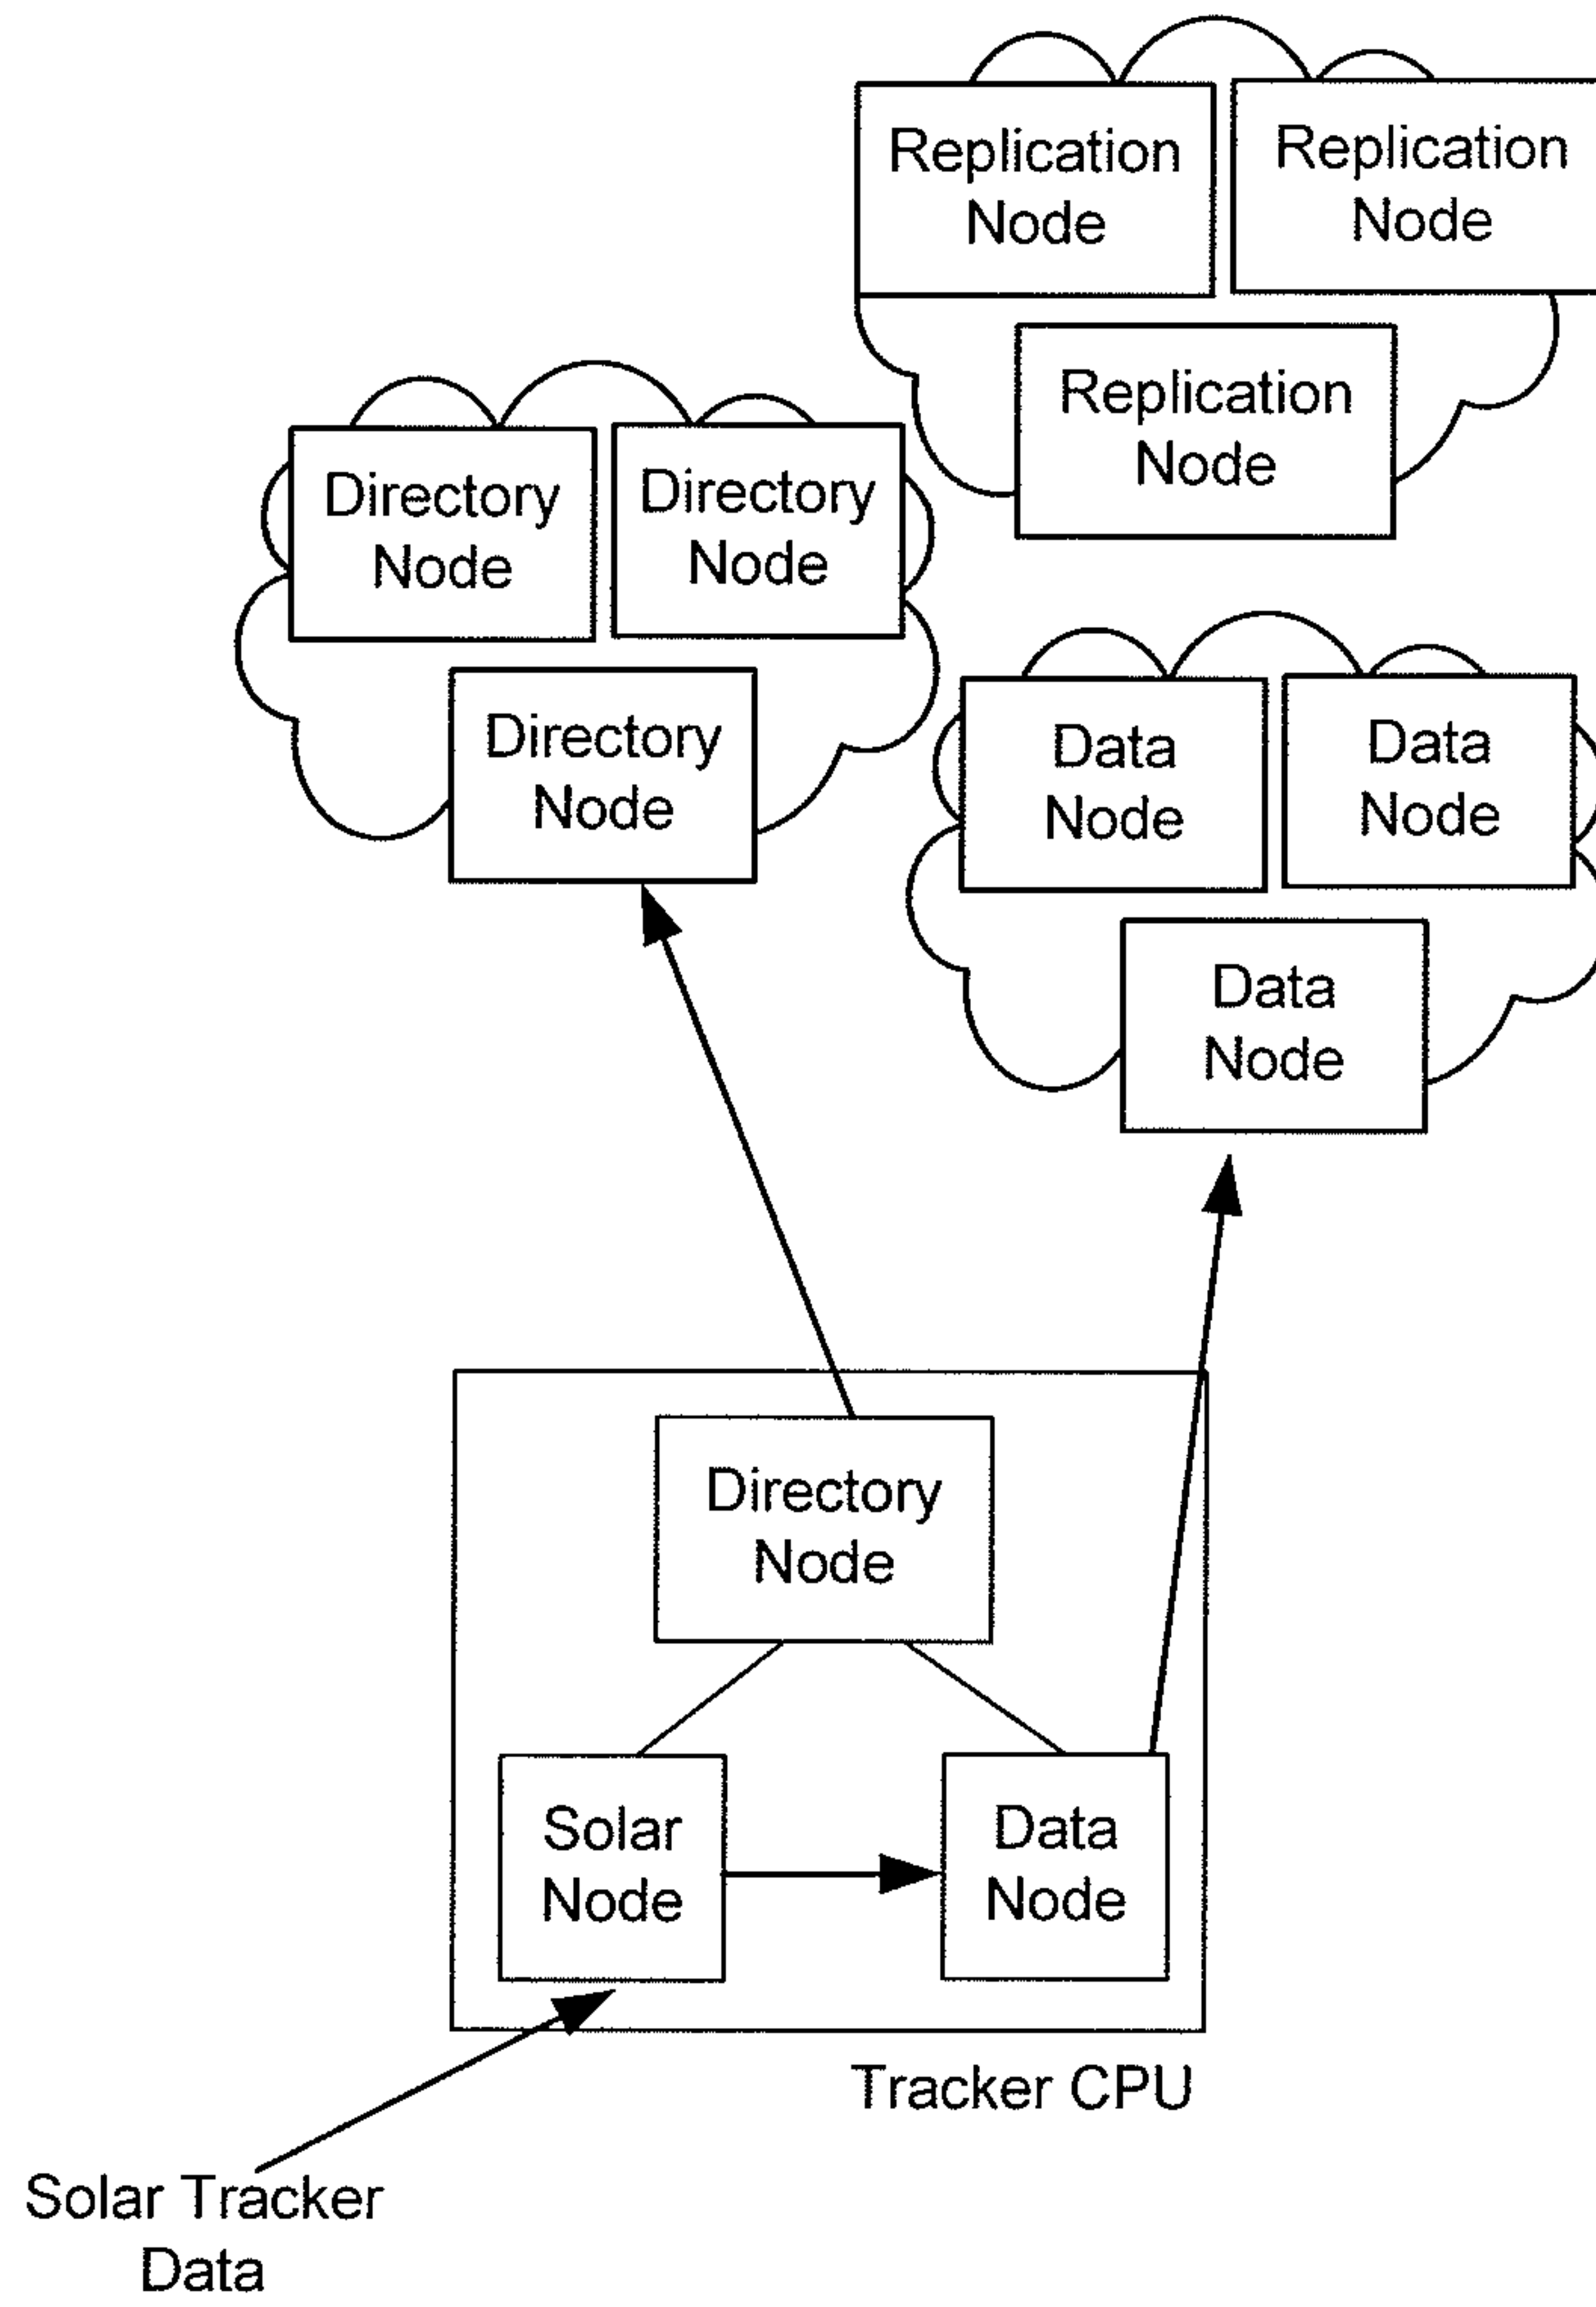 Replication
Node
Replication
Node
Replication
Node
Directory
Node
Directory
Node
Directory
Node
Data
Node
Data
Node
Data
Node
Directory
Node
Solar
Node
Data
Node
Tracker CPU
Solar Tracker
Data